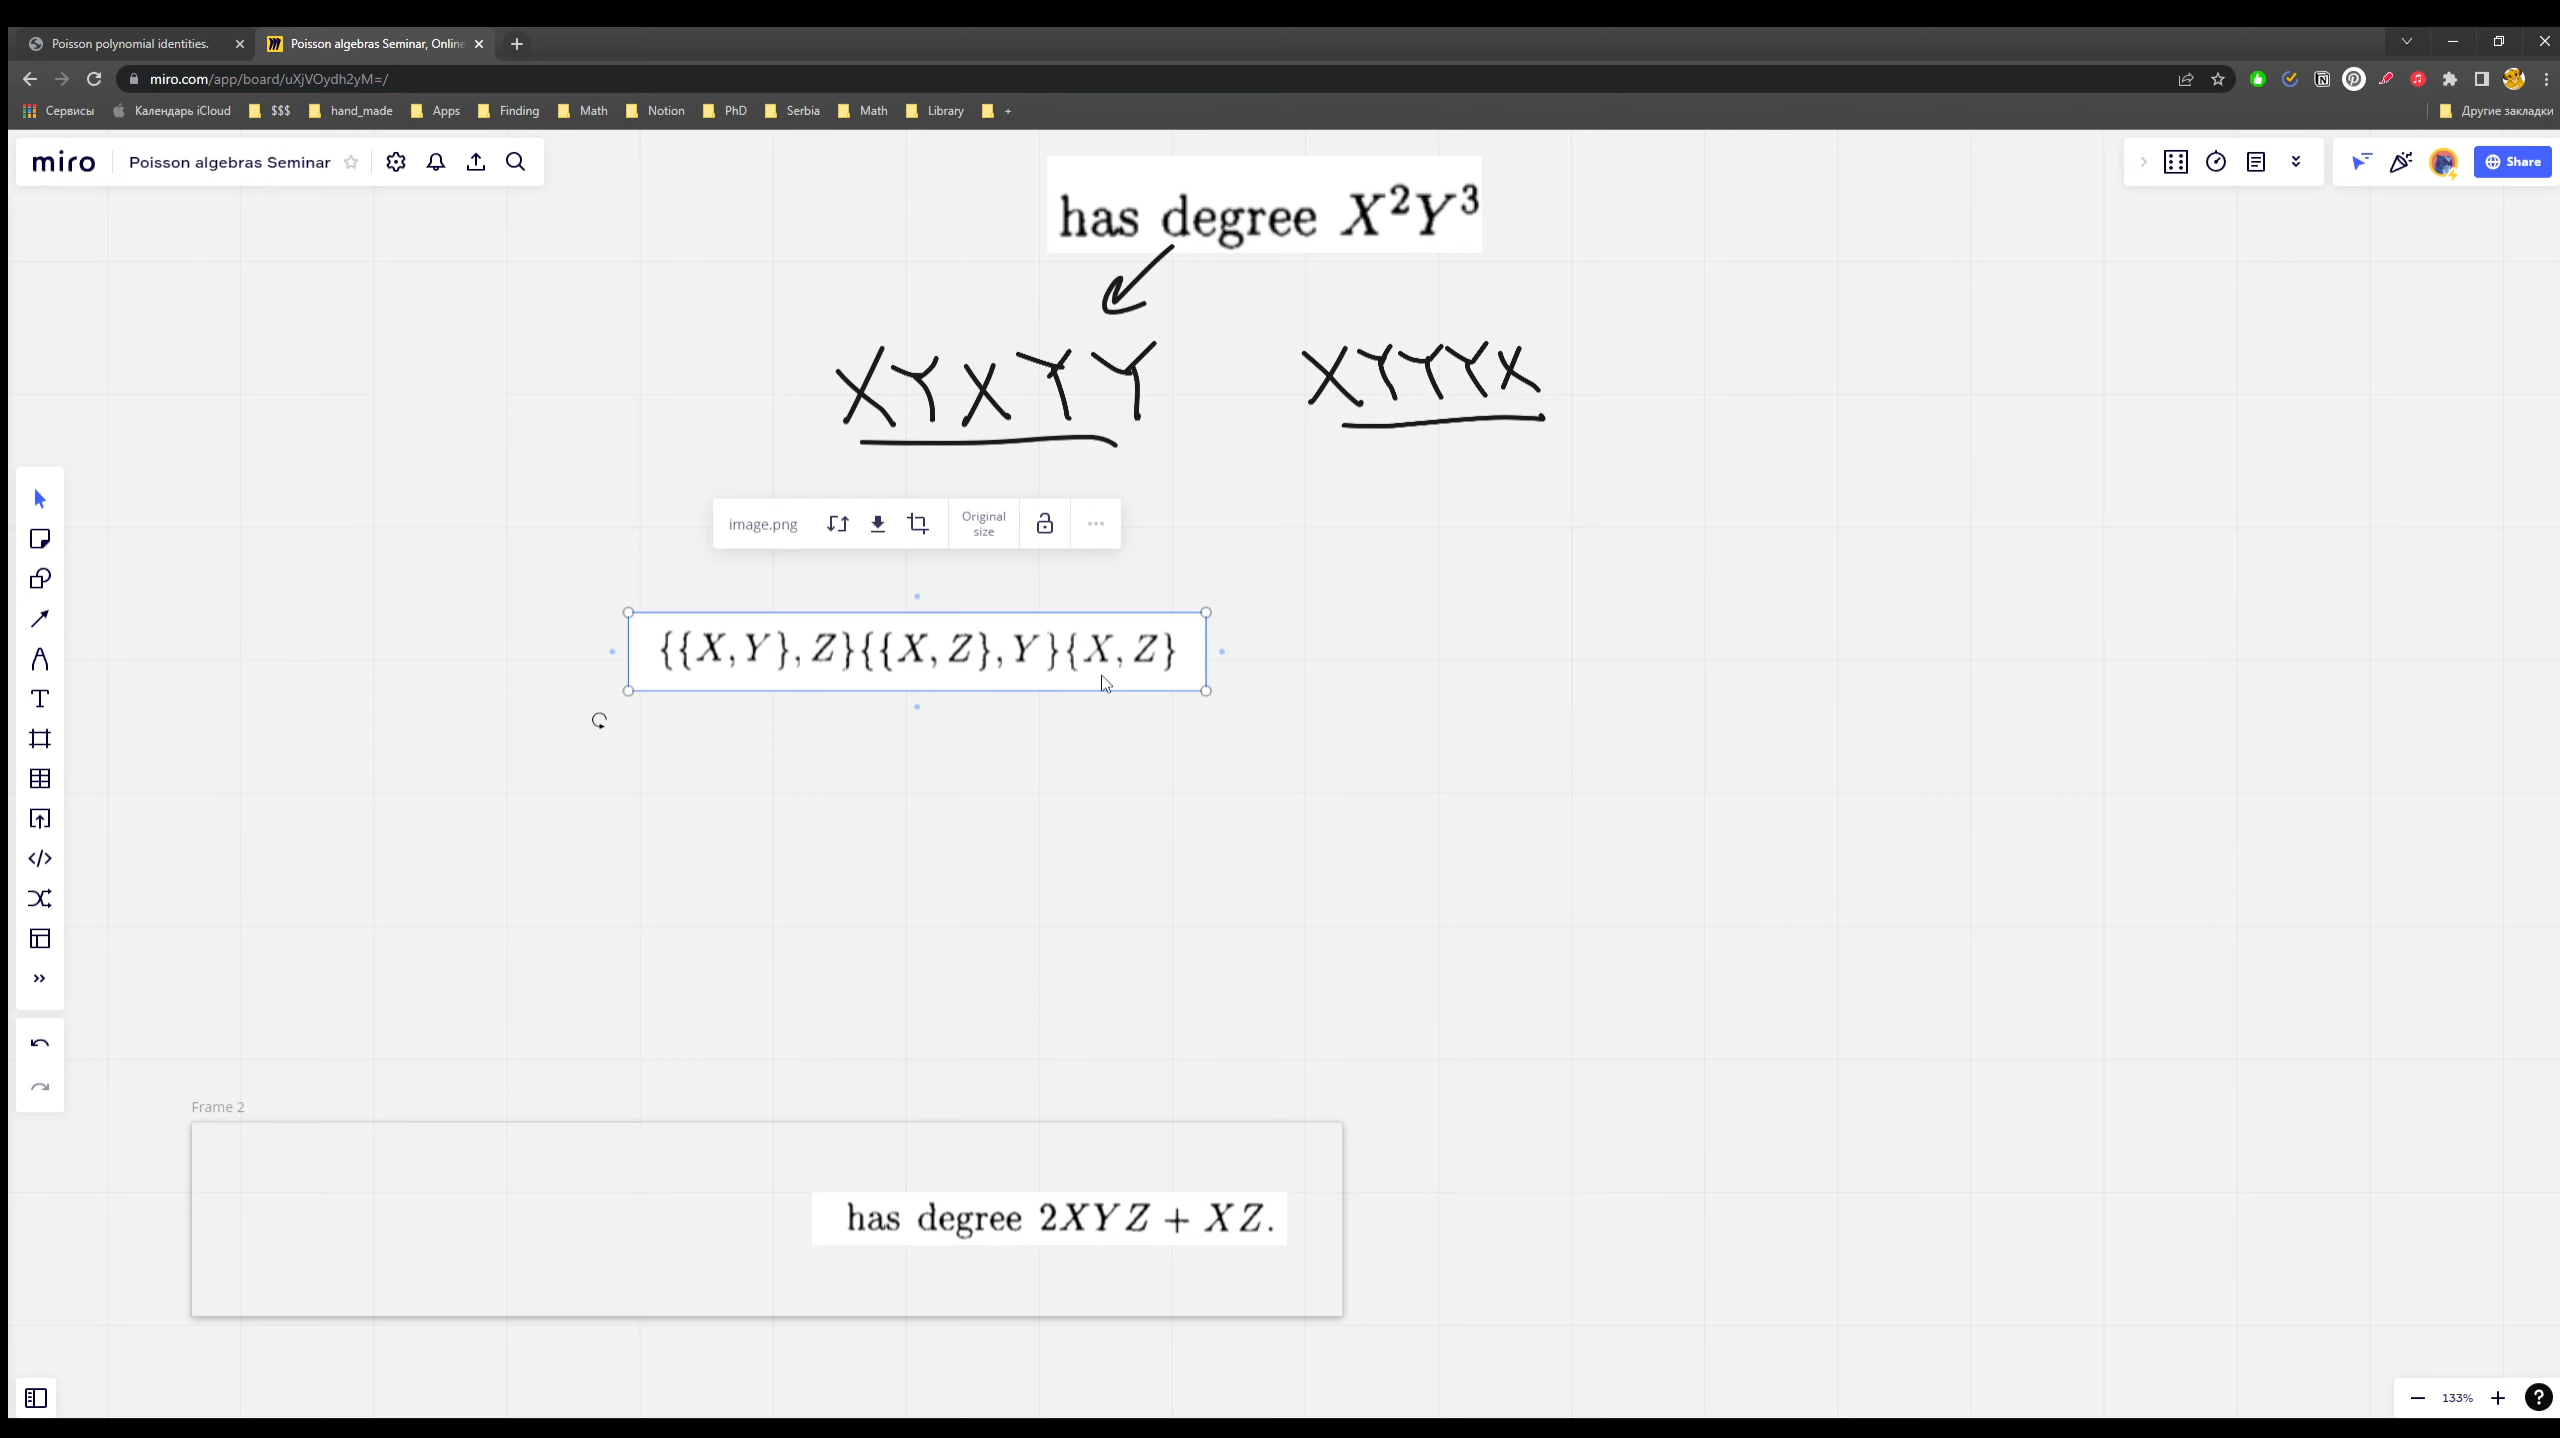 Poisson polynomial identities.
Poisson algebras Seminar, Online
miro.com/app/board/uXjVOydh2yM=/
Сервисы Календарь iCloud $$$ hand_made Apps Finding Math Notion PhD Serbia Math Library + Другие закладки
miro Poisson algebras Seminar Share
has degree X²Y³
XYXYY XYYYX
image.png Original size
{{X, Y}, Z}{{X, Z}, Y}{X, Z}
Frame 2
has degree 2XYZ + XZ.
133%